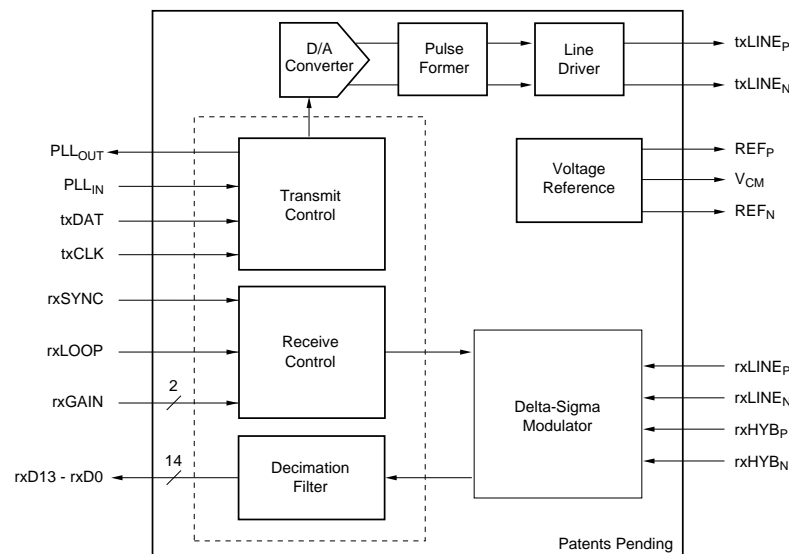 D/A
Converter
Pulse
Former
Line
Driver
txLINEP
txLINEN
PLLOUT
PLLIN
txDAT
txCLK
Transmit
Control
Voltage
Reference
REFP
VCM
REFN
rxSYNC
rxLOOP
rxGAIN
2
Receive
Control
Delta-Sigma
Modulator
rxLINEP
rxLINEN
rxHYBP
rxHYBN
rxD13 - rxD0
14
Decimation
Filter
Patents Pending